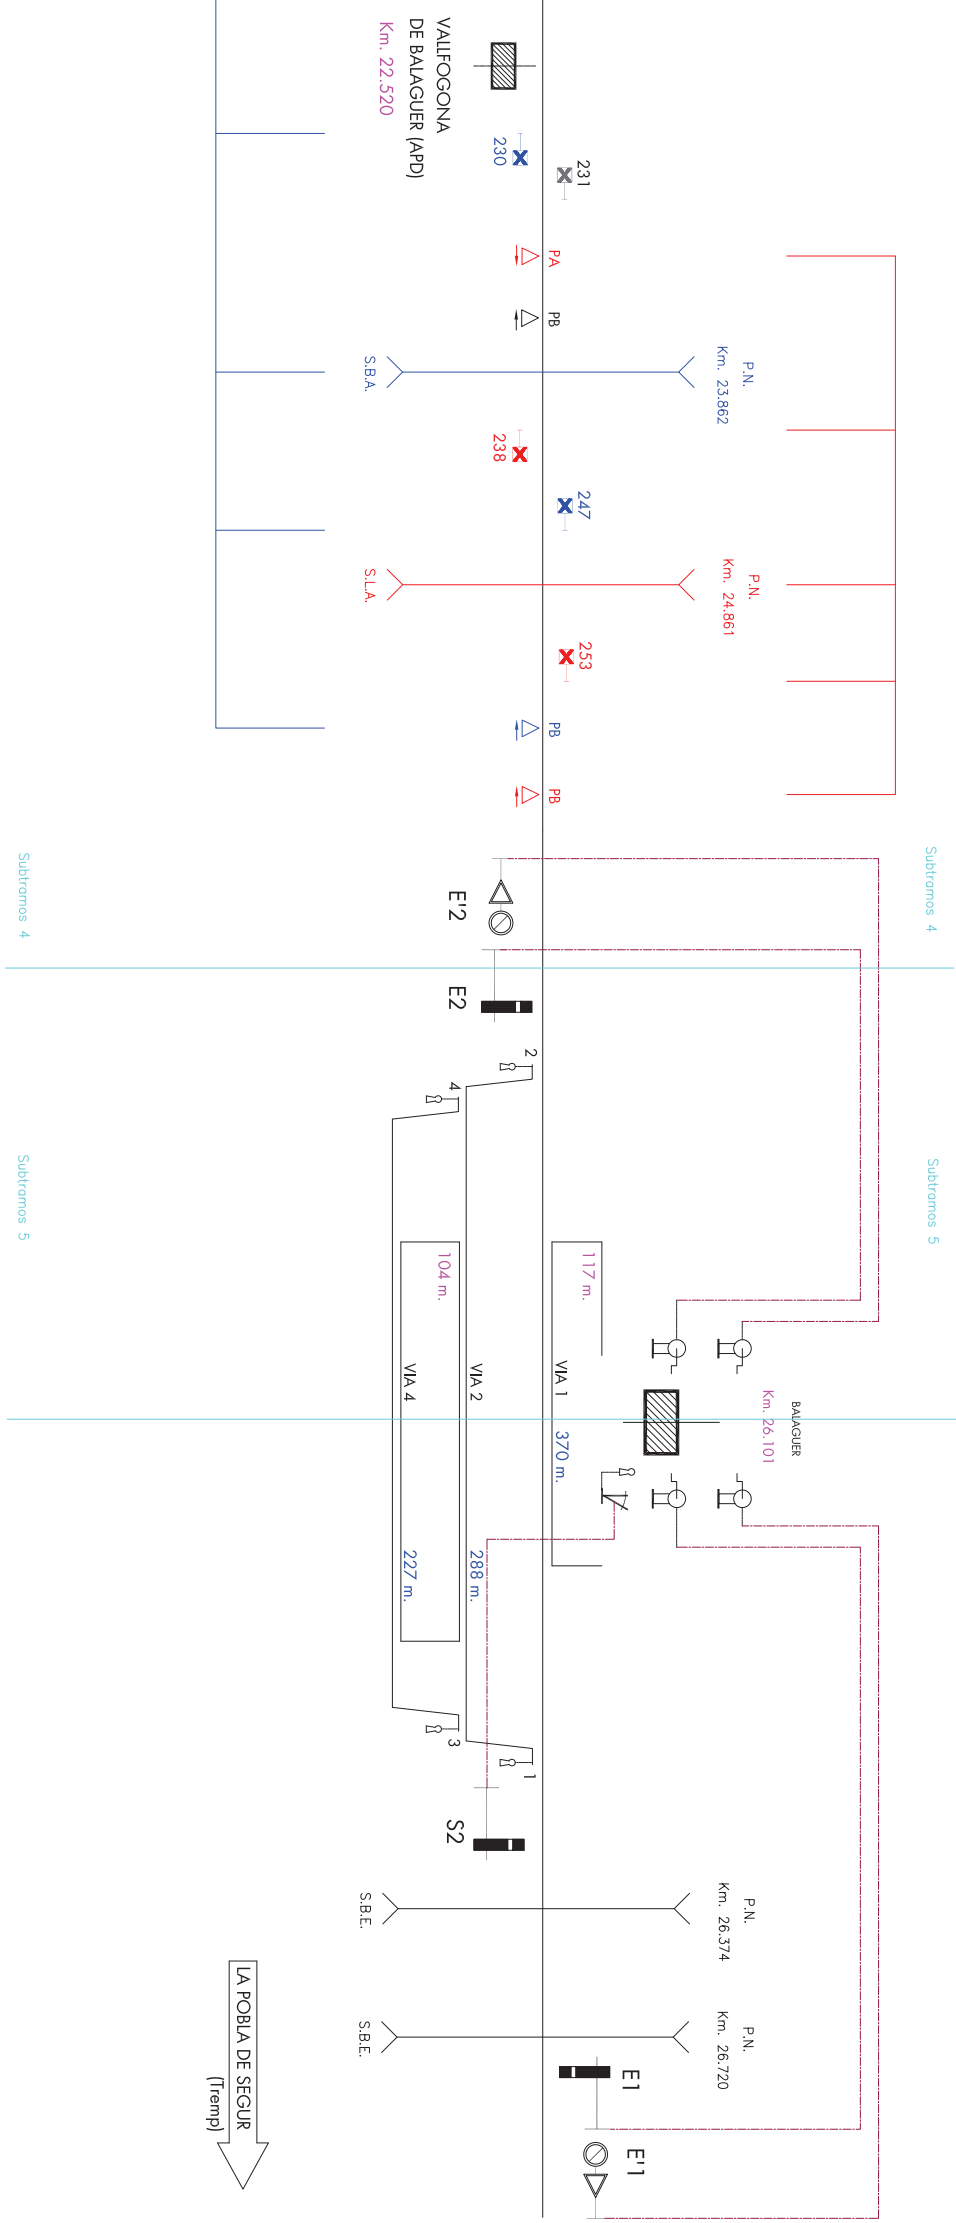 VALLFOGONA
DE BALAGUER (APD)
Km. 22.520
230
231
PA
PB
P.N.
Km. 23.862
S.B.A.
238
247
P.N.
Km. 24.861
S.L.A.
253
PB
PB
Subtramos 4
Subtramos 4
E'2
E2
2
4
Subtramos 5
Subtramos 5
117 m.
104 m.
VIA 1
VIA 2
VIA 4
370 m.
288 m.
227 m.
BALAGUER
Km. 26.101
3
1
S2
P.N.
Km. 26.374
S.B.E.
P.N.
Km. 26.720
S.B.E.
E1
E'1
LA POBLA DE SEGUR
(Tremp)